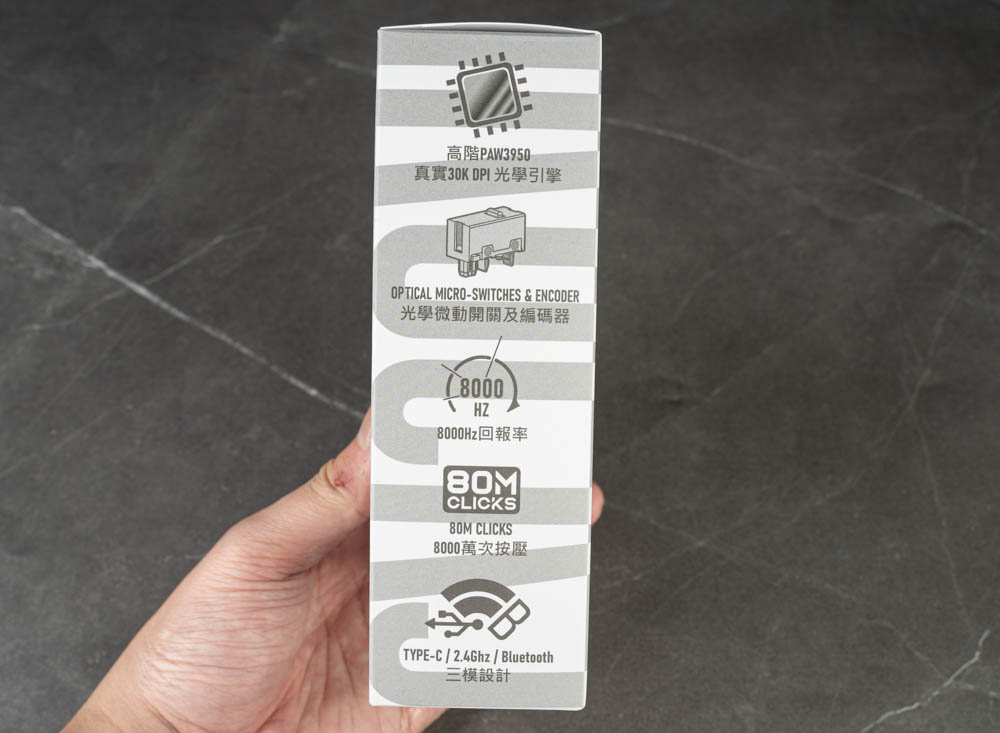 高階PAW3950
真實30K DPI 光學引擎
OPTICAL MICRO-SWITCHES & ENCODER
光學微動開關及編碼器
8000
HZ
8000Hz回報率
80M
CLICKS
80M CLICKS
8000萬次按壓
TYPE-C / 2.4Ghz / Bluetooth
三模設計